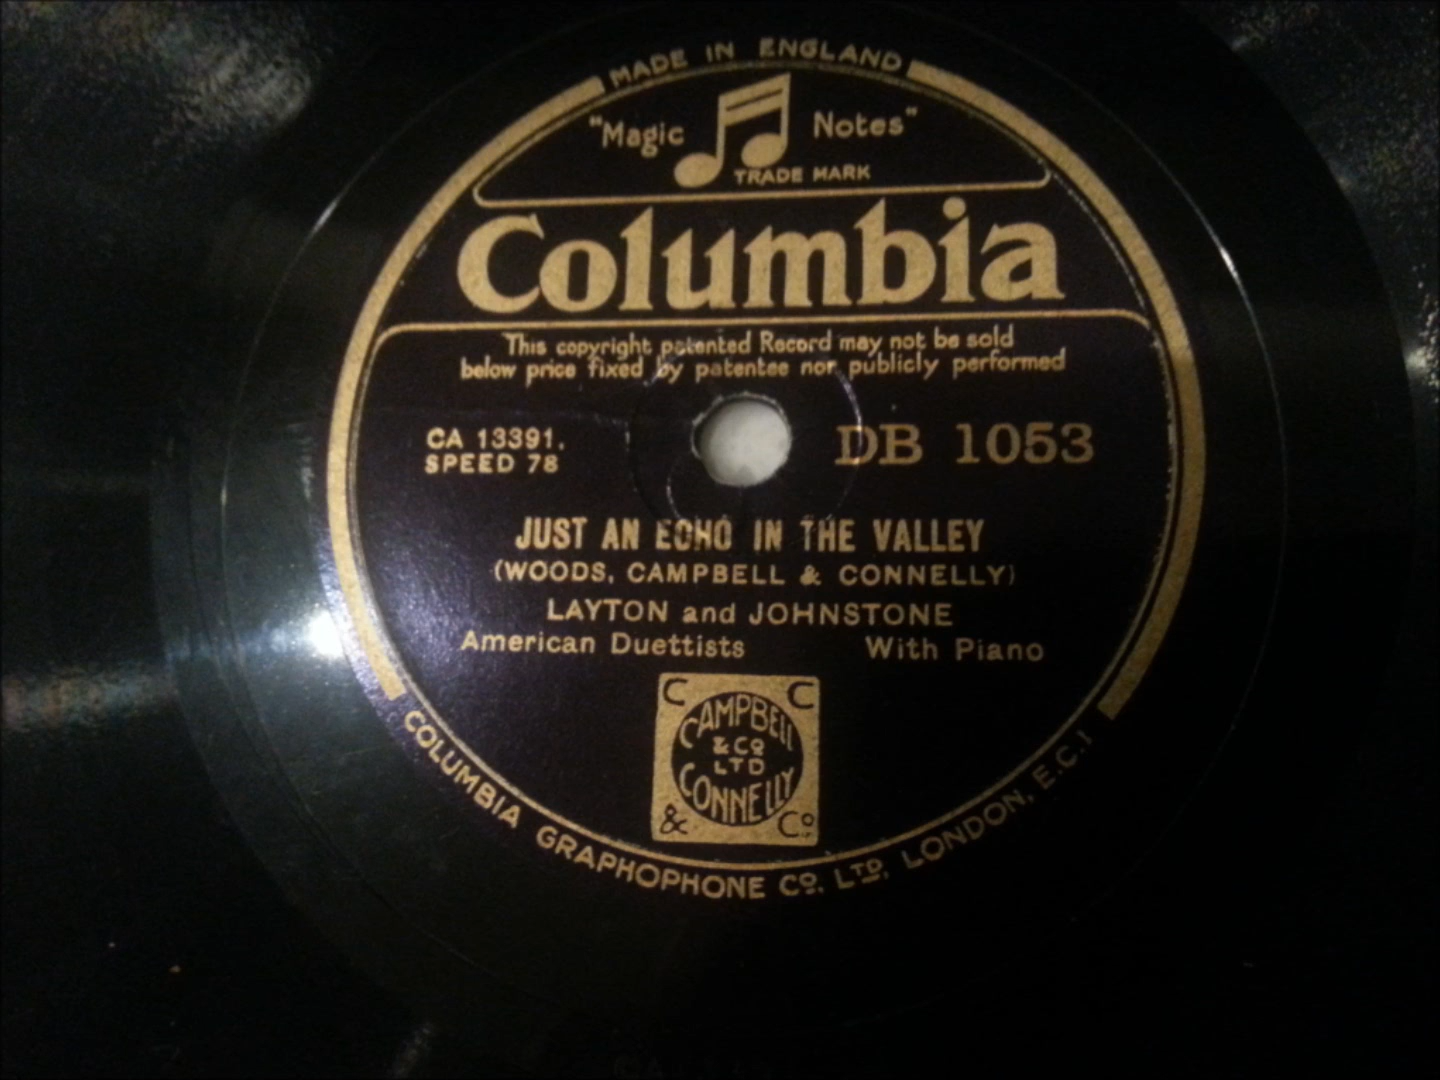 MADE IN ENGLAND
"Magic Notes"
TRADE MARK
Columbia
This copyright patented Record may not be sold
below price fixed by patentee nor publicly performed
CA 13391.
SPEED 78
DB 1053
JUST AN ECHO IN THE VALLEY
(WOODS, CAMPBELL & CONNELLY)
LAYTON and JOHNSTONE
American Duettists With Piano
C C
CAMPBELL
& Co
LTD
CONNELLY
& Co.
COLUMBIA GRAPHOPHONE Co. LTD. LONDON. E.C.1